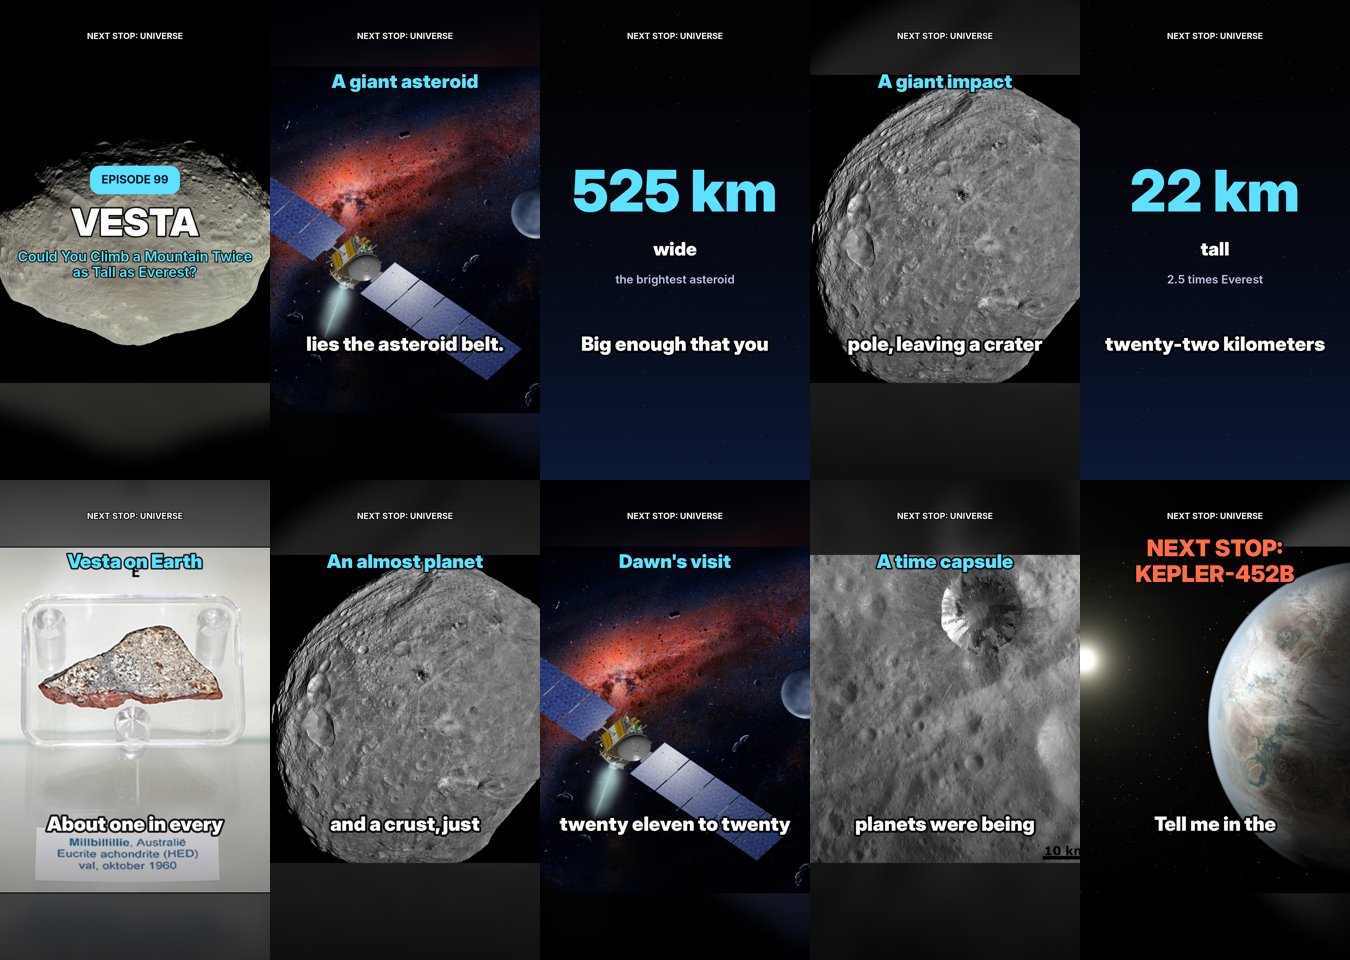 NEXT STOP: UNIVERSE
EPISODE 99
VESTA
Could You Climb a Mountain Twice
as Tall as Everest?
NEXT STOP: UNIVERSE
A giant asteroid
lies the asteroid belt.
NEXT STOP: UNIVERSE
525 km
wide
the brightest asteroid
Big enough that you
NEXT STOP: UNIVERSE
A giant impact
pole, leaving a crater
NEXT STOP: UNIVERSE
22 km
tall
2.5 times Everest
twenty-two kilometers
NEXT STOP: UNIVERSE
Vesta on Earth
E
About one in every
Millbillillie, Australië
Eucrite achondrite (HED)
val, oktober 1960
NEXT STOP: UNIVERSE
An almost planet
and a crust, just
NEXT STOP: UNIVERSE
Dawn's visit
twenty eleven to twenty
NEXT STOP: UNIVERSE
A time capsule
planets were being
10 km
NEXT STOP: UNIVERSE
NEXT STOP:
KEPLER-452B
Tell me in the